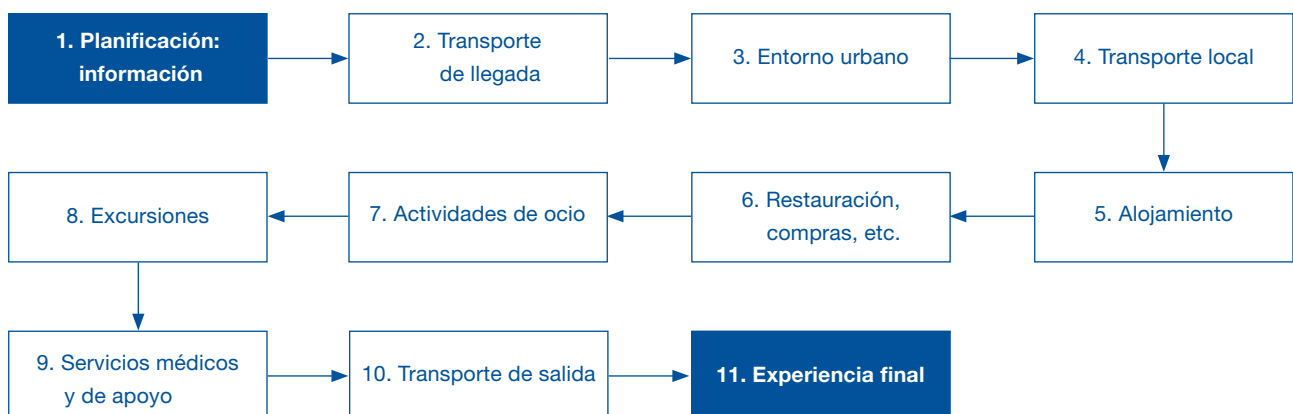 1. Planificación:
información
2. Transporte
de llegada
3. Entorno urbano
4. Transporte local
5. Alojamiento
6. Restauración,
compras, etc.
7. Actividades de ocio
8. Excursiones
9. Servicios médicos
y de apoyo
10. Transporte de salida
11. Experiencia final